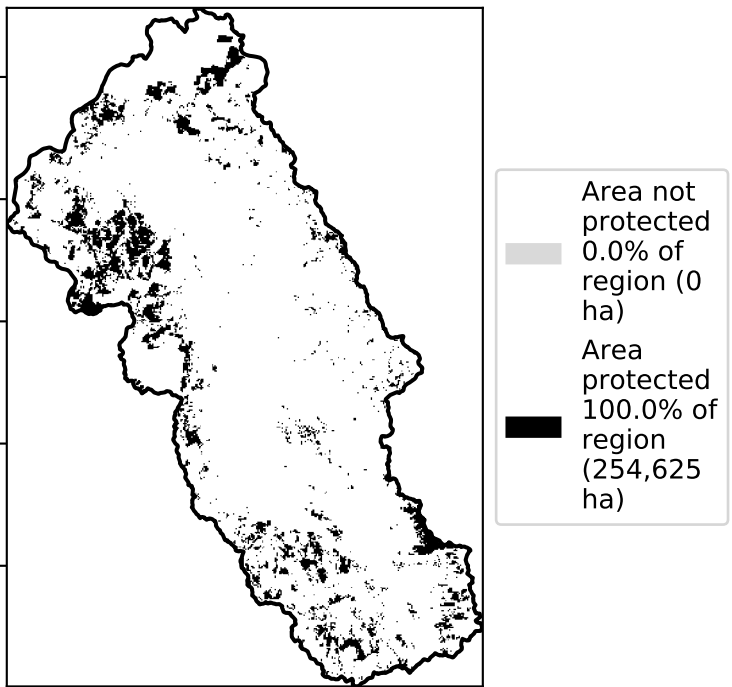 Area not
protected
0.0% of
region (0
ha)
Area
protected
100.0% of
region
(254,625
ha)